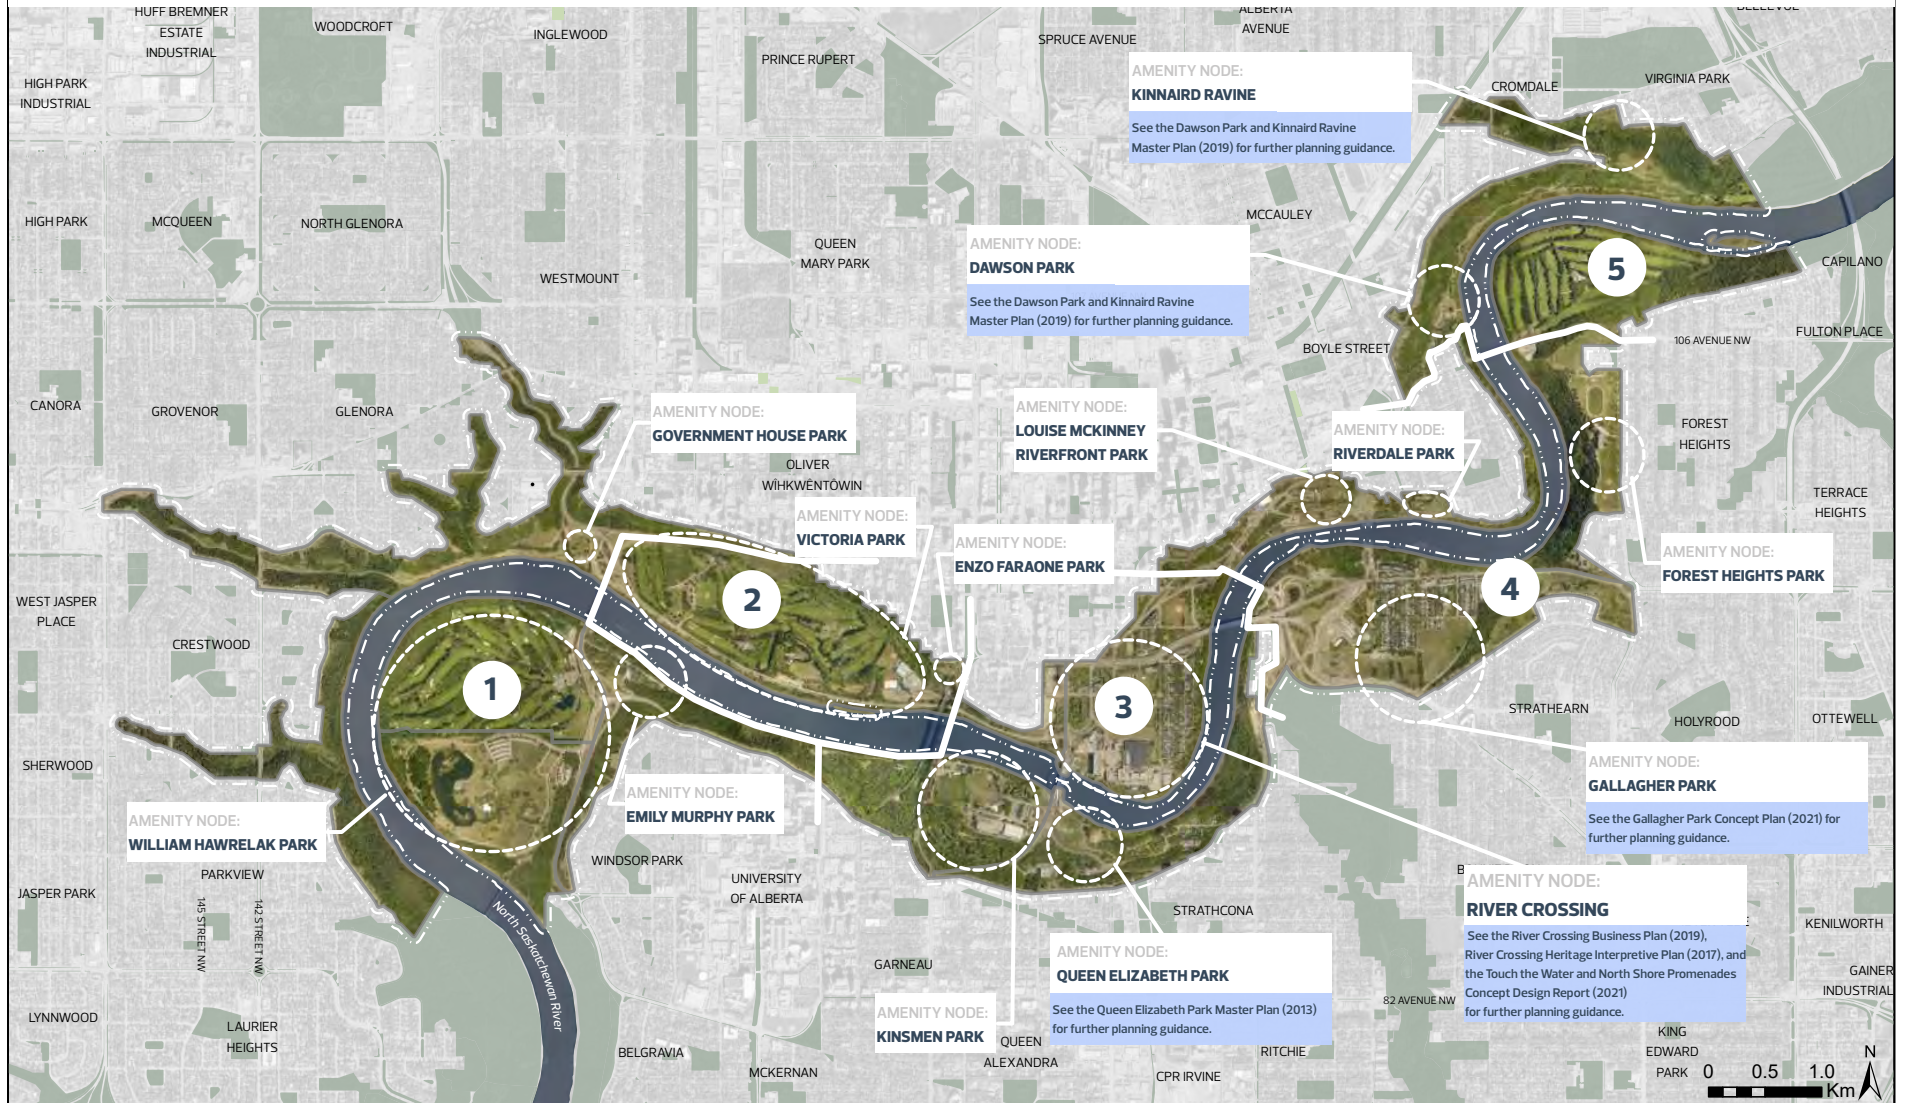 HUFF BREMNER
ESTATE
INDUSTRIAL
WOODCROFT
INGLEWOOD
PRINCE RUPERT
SPRUCE AVENUE
ALBERTA
AVENUE
BELLEVUE
HIGH PARK
INDUSTRIAL
AMENITY NODE:
KINNAIRD RAVINE
See the Dawson Park and Kinnaird Ravine
Master Plan (2019) for further planning guidance.
CROMDALE
VIRGINIA PARK
HIGH PARK
MCQUEEN
NORTH GLENORA
WESTMOUNT
QUEEN
MARY PARK
MCCAULEY
AMENITY NODE:
DAWSON PARK
See the Dawson Park and Kinnaird Ravine
Master Plan (2019) for further planning guidance.
5
CAPILANO
FULTON PLACE
106 AVENUE NW
BOYLE STREET
CANORA
GROVENOR
GLENORA
AMENITY NODE:
GOVERNMENT HOUSE PARK
OLIVER
WÎHKWÊNTÔWIN
AMENITY NODE:
LOUISE MCKINNEY
RIVERFRONT PARK
AMENITY NODE:
RIVERDALE PARK
FOREST
HEIGHTS
TERRACE
HEIGHTS
AMENITY NODE:
VICTORIA PARK
AMENITY NODE:
ENZO FARAONE PARK
AMENITY NODE:
FOREST HEIGHTS PARK
WEST JASPER
PLACE
CRESTWOOD
1
2
3
4
STRATHEARN
HOLYROOD
OTTEWELL
SHERWOOD
AMENITY NODE:
WILLIAM HAWRELAK PARK
AMENITY NODE:
EMILY MURPHY PARK
AMENITY NODE:
GALLAGHER PARK
See the Gallagher Park Concept Plan (2021) for
further planning guidance.
PARKVIEW
JASPER PARK
145 STREET NW
142 STREET NW
WINDSOR PARK
UNIVERSITY
OF ALBERTA
North Saskatchewan River
STRATHCONA
B
AMENITY NODE:
RIVER CROSSING
See the River Crossing Business Plan (2019),
River Crossing Heritage Interpretive Plan (2017), and
the Touch the Water and North Shore Promenades
Concept Design Report (2021)
for further planning guidance.
E
KENILWORTH
GAINER
INDUSTRIAL
GARNEAU
AMENITY NODE:
QUEEN ELIZABETH PARK
See the Queen Elizabeth Park Master Plan (2013)
for further planning guidance.
82 AVENUE NW
AMENITY NODE:
KINSMEN PARK
LYNNWOOD
LAURIER
HEIGHTS
BELGRAVIA
MCKERNAN
QUEEN
ALEXANDRA
CPR IRVINE
RITCHIE
KING
EDWARD
PARK
0 0.5 1.0
Km
N